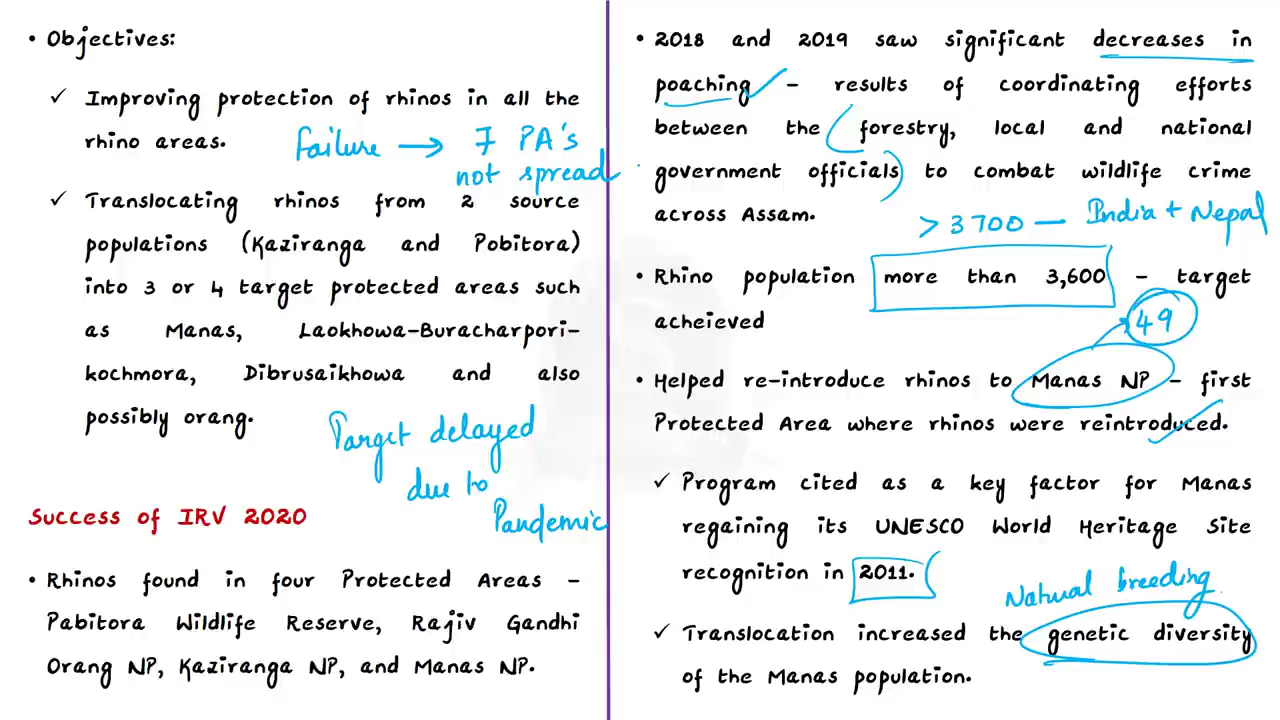 • Objectives:
✓ Improving protection of rhinos in all the
rhino areas.
Failure → 7 PA's
not spread
✓ Translocating rhinos from 2 source
populations (Kaziranga and Pobitora)
into 3 or 4 target protected areas such
as Manas, Laokhowa-Buracharpori-
kochmora, Dibrusaikhowa and also
possibly orang.
Target delayed
due to
Pandemic
Success of IRV 2020
• Rhinos found in four Protected Areas –
Pabitora Wildlife Reserve, Rajiv Gandhi
Orang NP, Kaziranga NP, and Manas NP.
• 2018 and 2019 saw significant decreases in
poaching – results of coordinating efforts
between the forestry, local and national
government officials to combat wildlife crime
across Assam.
> 3700 — India + Nepal
• Rhino population more than 3,600 – target
acheieved
49
• Helped re-introduce rhinos to Manas NP – first
Protected Area where rhinos were reintroduced.
✓ Program cited as a key factor for Manas
regaining its UNESCO World Heritage Site
recognition in 2011.
Natural breeding
✓ Translocation increased the genetic diversity
of the Manas population.